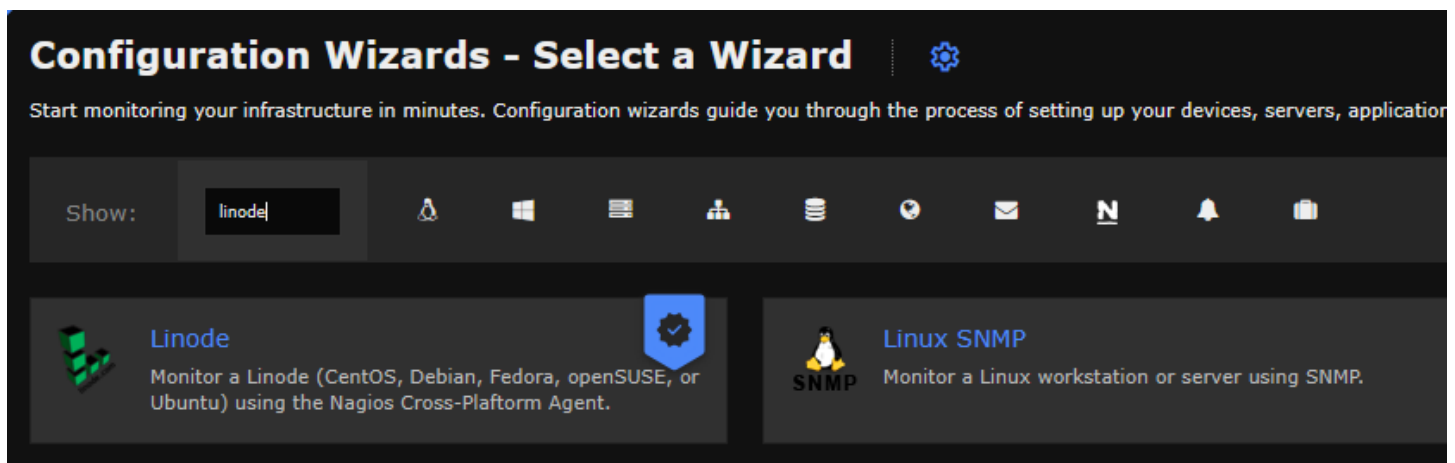 Configuration Wizards - Select a Wizard
Start monitoring your infrastructure in minutes. Configuration wizards guide you through the process of setting up your devices, servers, application
Show:
linode
N
Linode
Monitor a Linode (CentOS, Debian, Fedora, openSUSE, or
Ubuntu) using the Nagios Cross-Plaftorm Agent.
SNMP
Linux SNMP
Monitor a Linux workstation or server using SNMP.